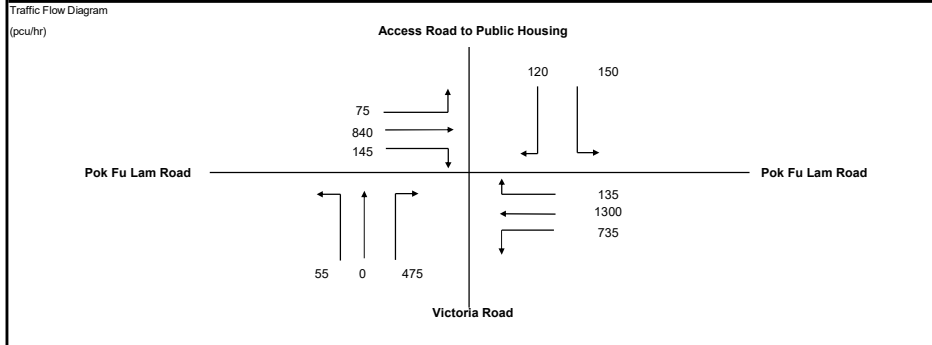 Traffic Flow Diagram
(pcu/hr)
Access Road to Public Housing
120 150
75
840
145
Pok Fu Lam Road
Pok Fu Lam Road
135
1300
735
55 0 475
Victoria Road